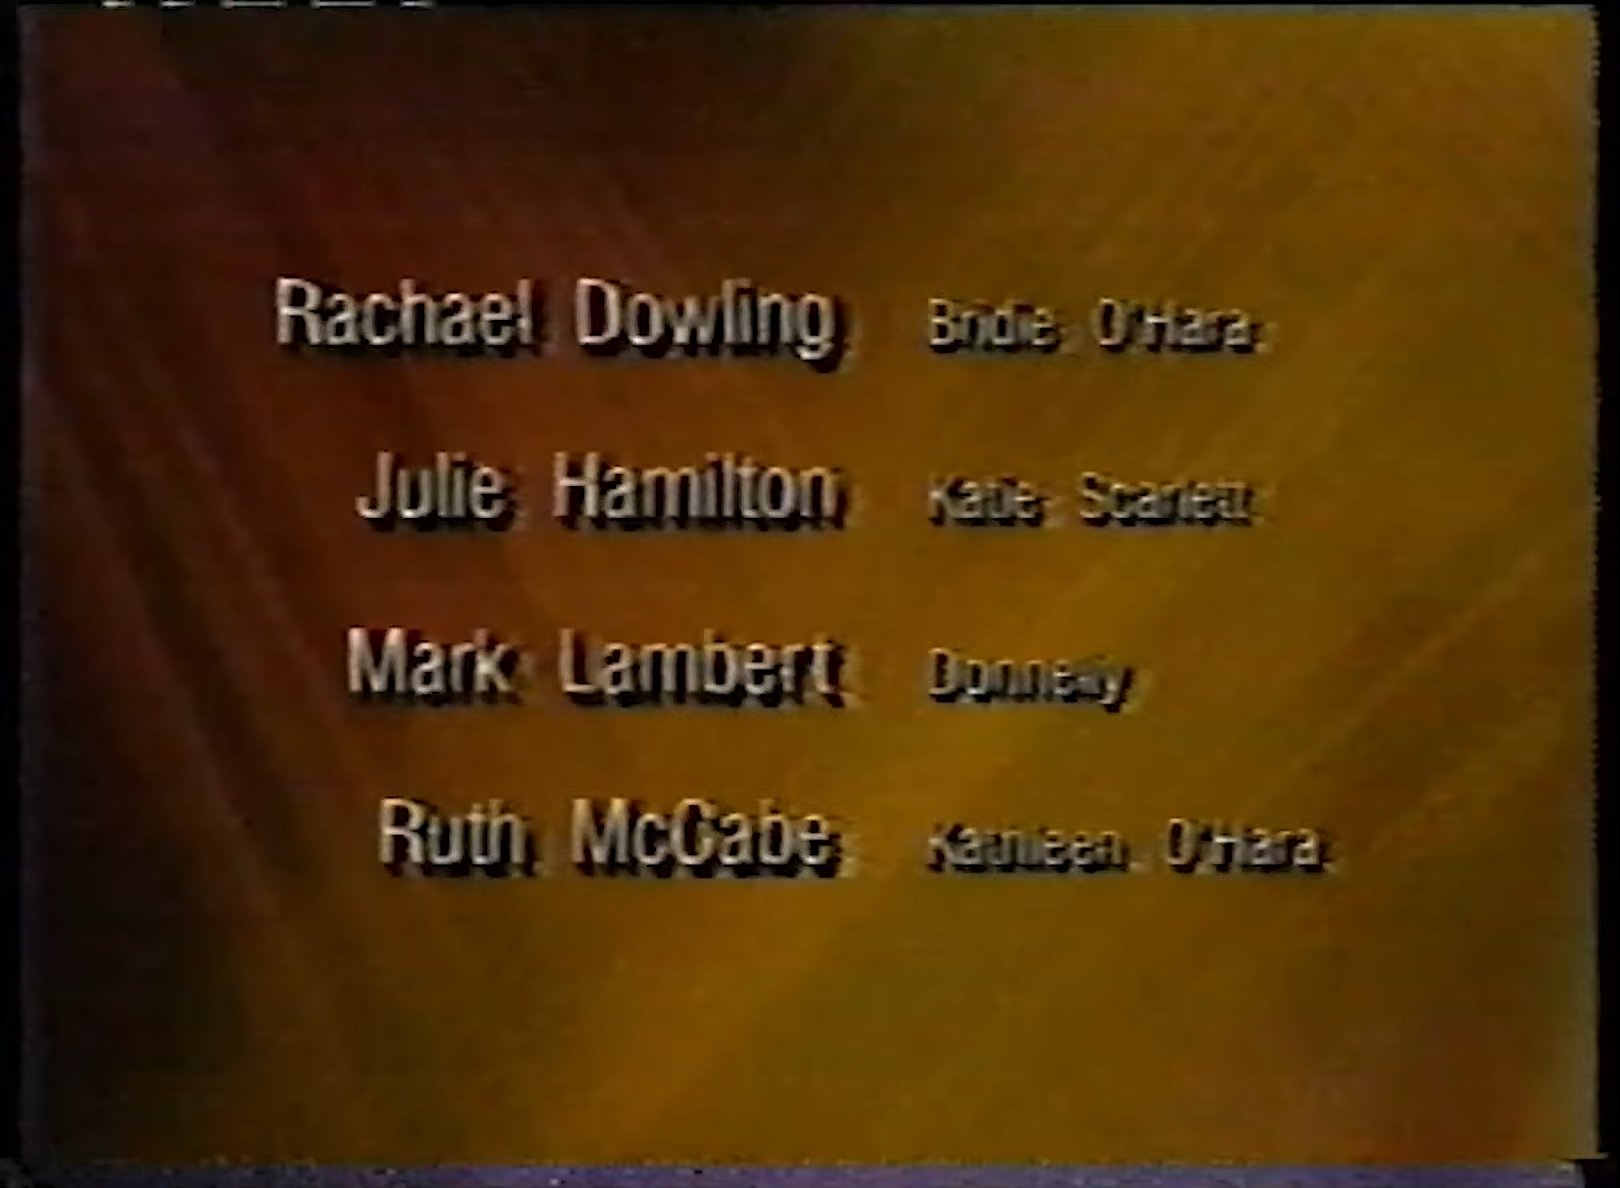 Rachael Dowling Bridie O'Hara
Julie Hamilton Katie Scarlett
Mark Lambert Donnelly
Ruth McCabe Kathleen O'Hara